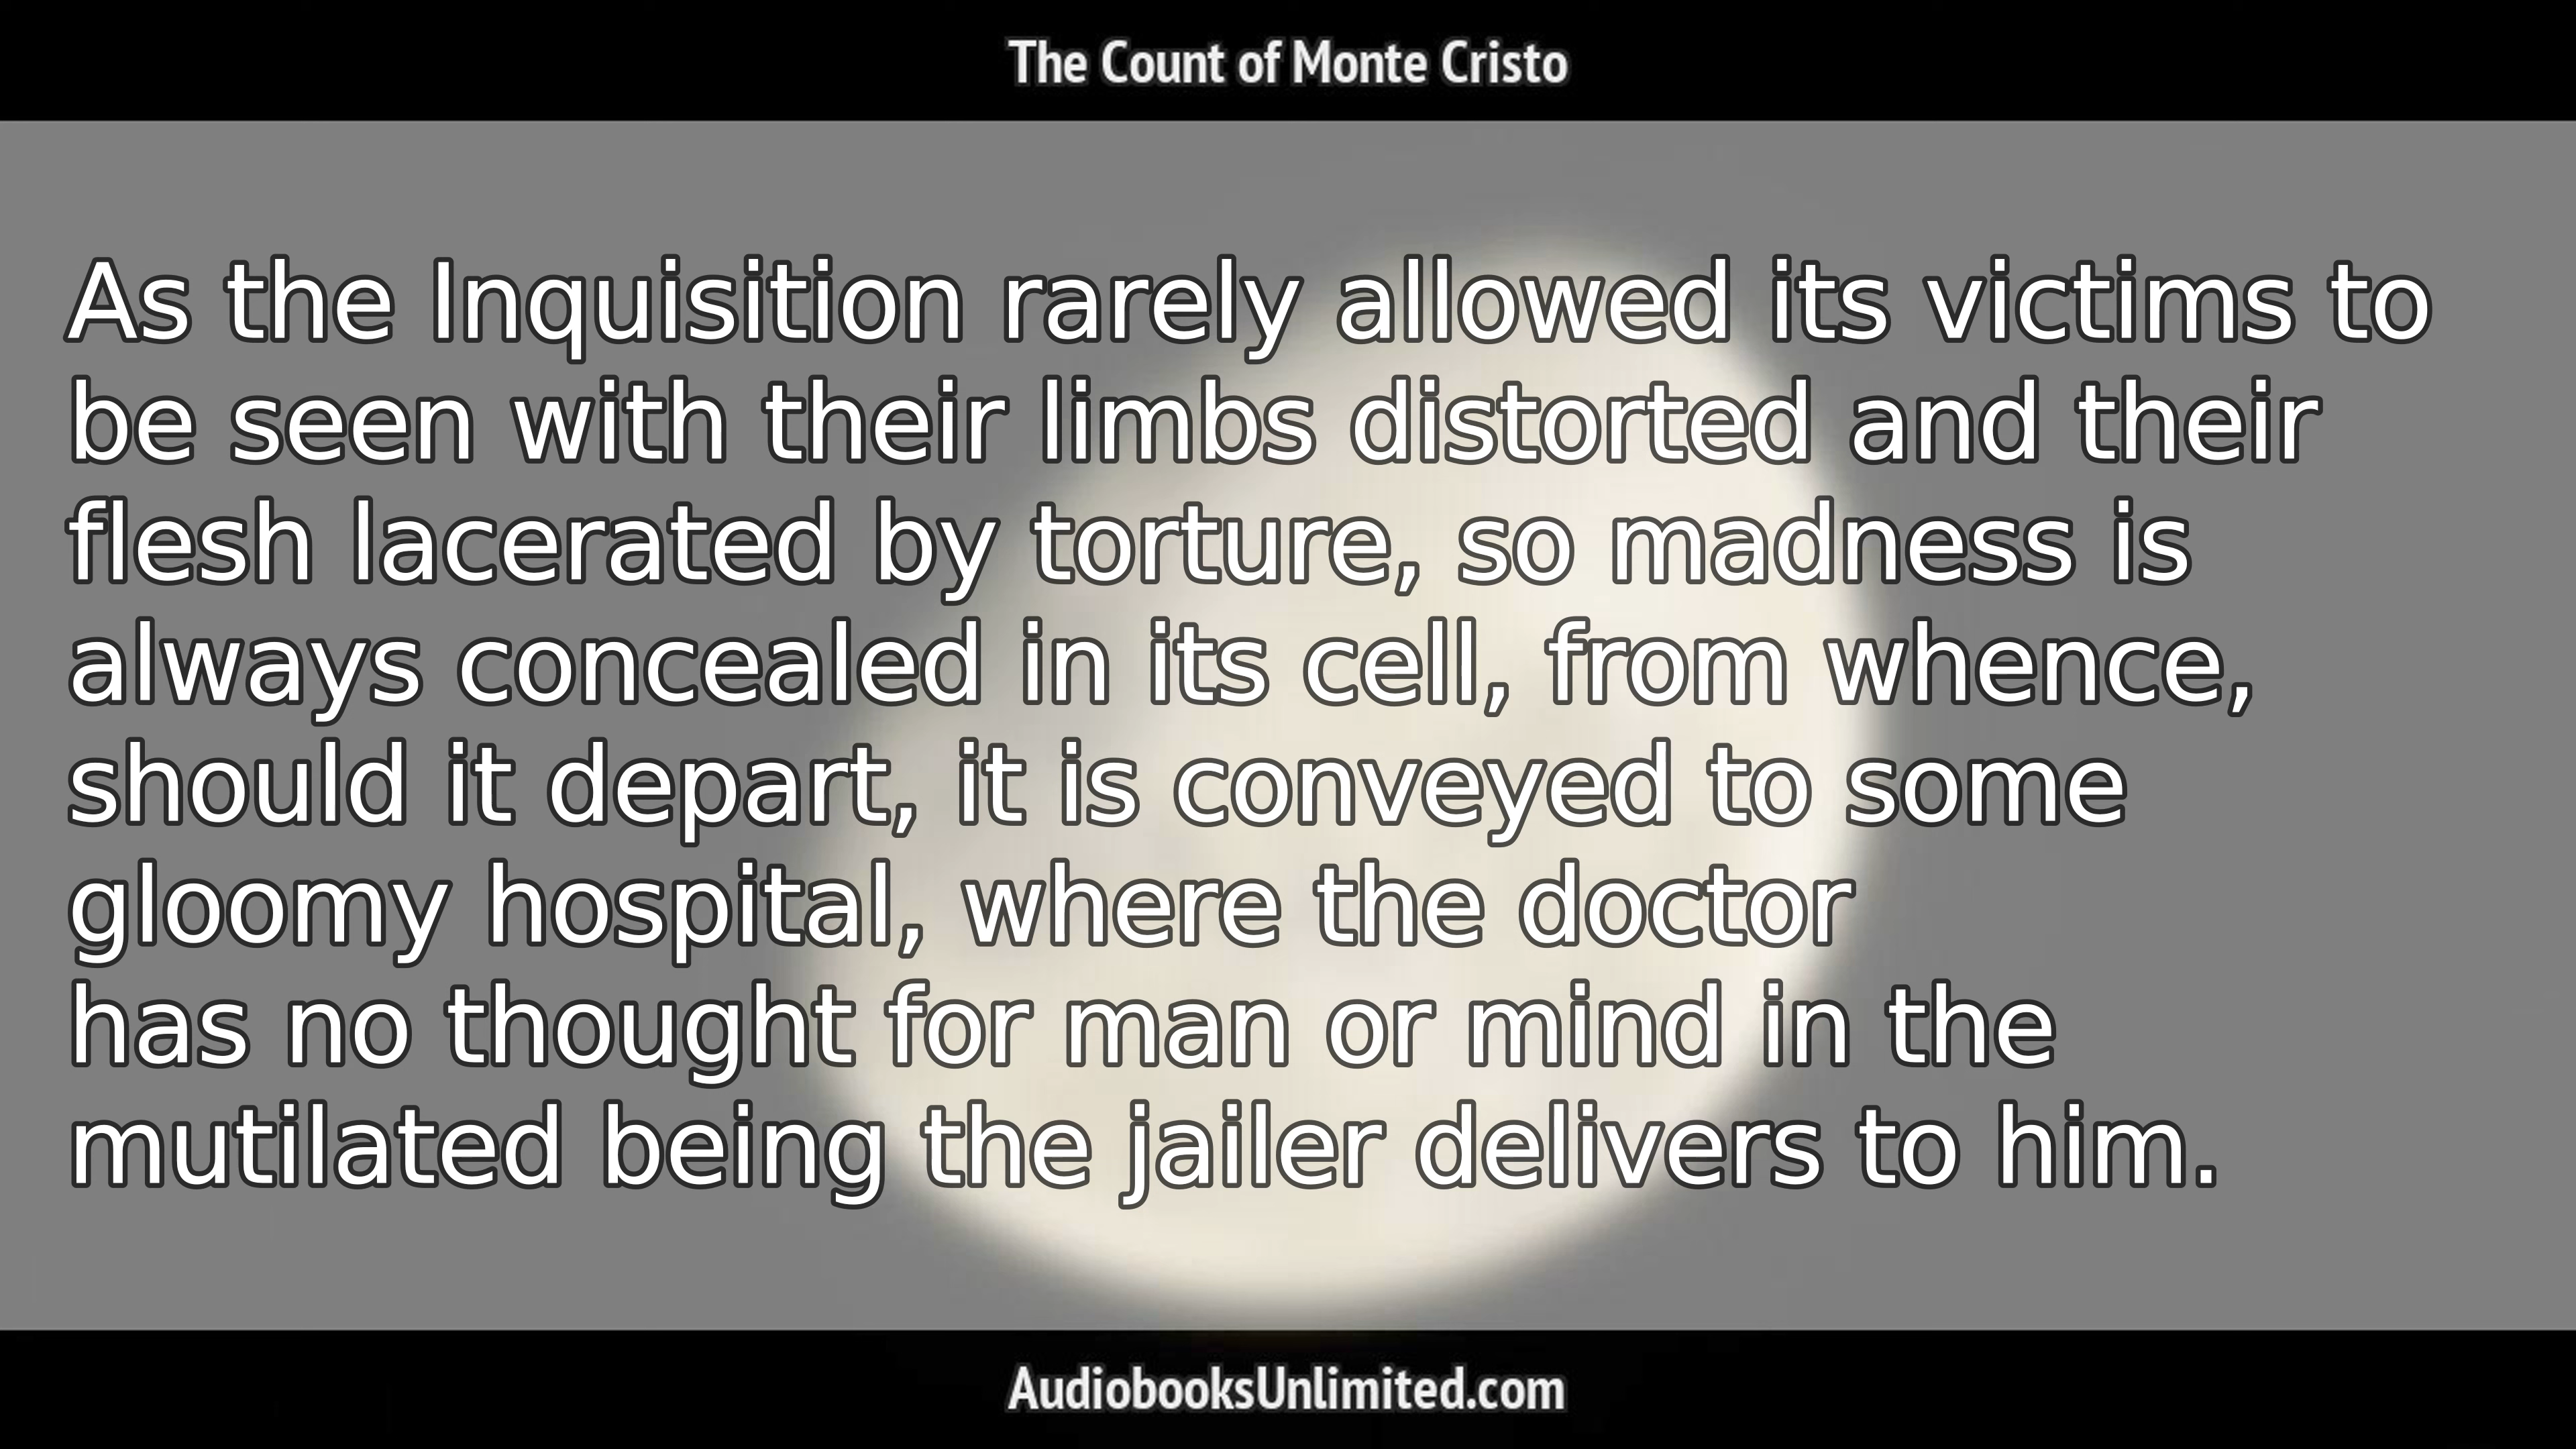 The Count of Monte Cristo
As the Inquisition rarely allowed its victims to
be seen with their limbs distorted and their
flesh lacerated by torture, so madness is
always concealed in its cell, from whence,
should it depart, it is conveyed to some
gloomy hospital, where the doctor
has no thought for man or mind in the
mutilated being the jailer delivers to him.
AudiobooksUnlimited.com